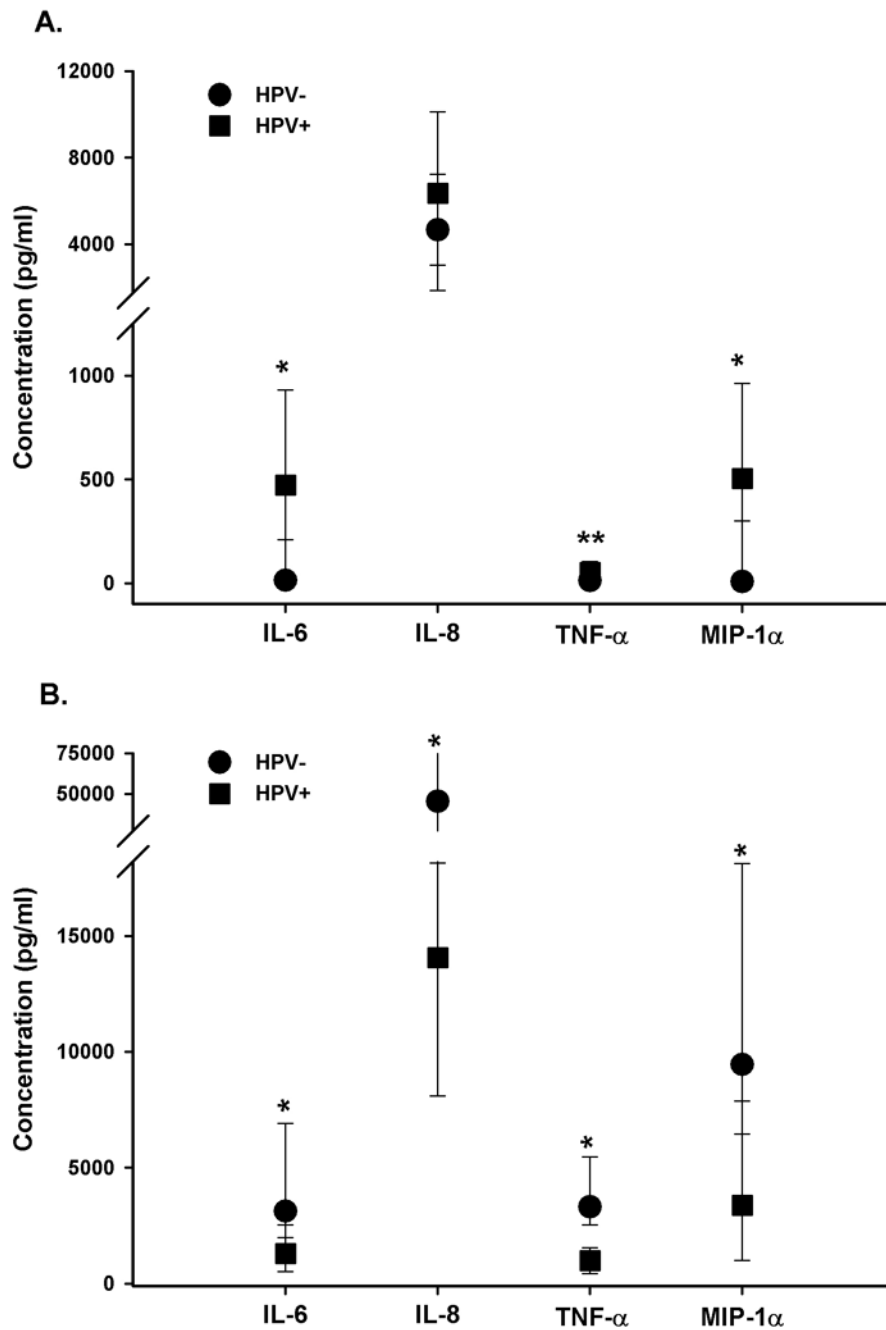 A.
12000
8000
4000
1000
500
0
Concentration (pg/ml)
HPV-
HPV+
*
*
**
IL-6
IL-8
TNF-α
MIP-1α
B.
75000
50000
15000
10000
5000
0
Concentration (pg/ml)
HPV-
HPV+
*
*
*
*
IL-6
IL-8
TNF-α
MIP-1α